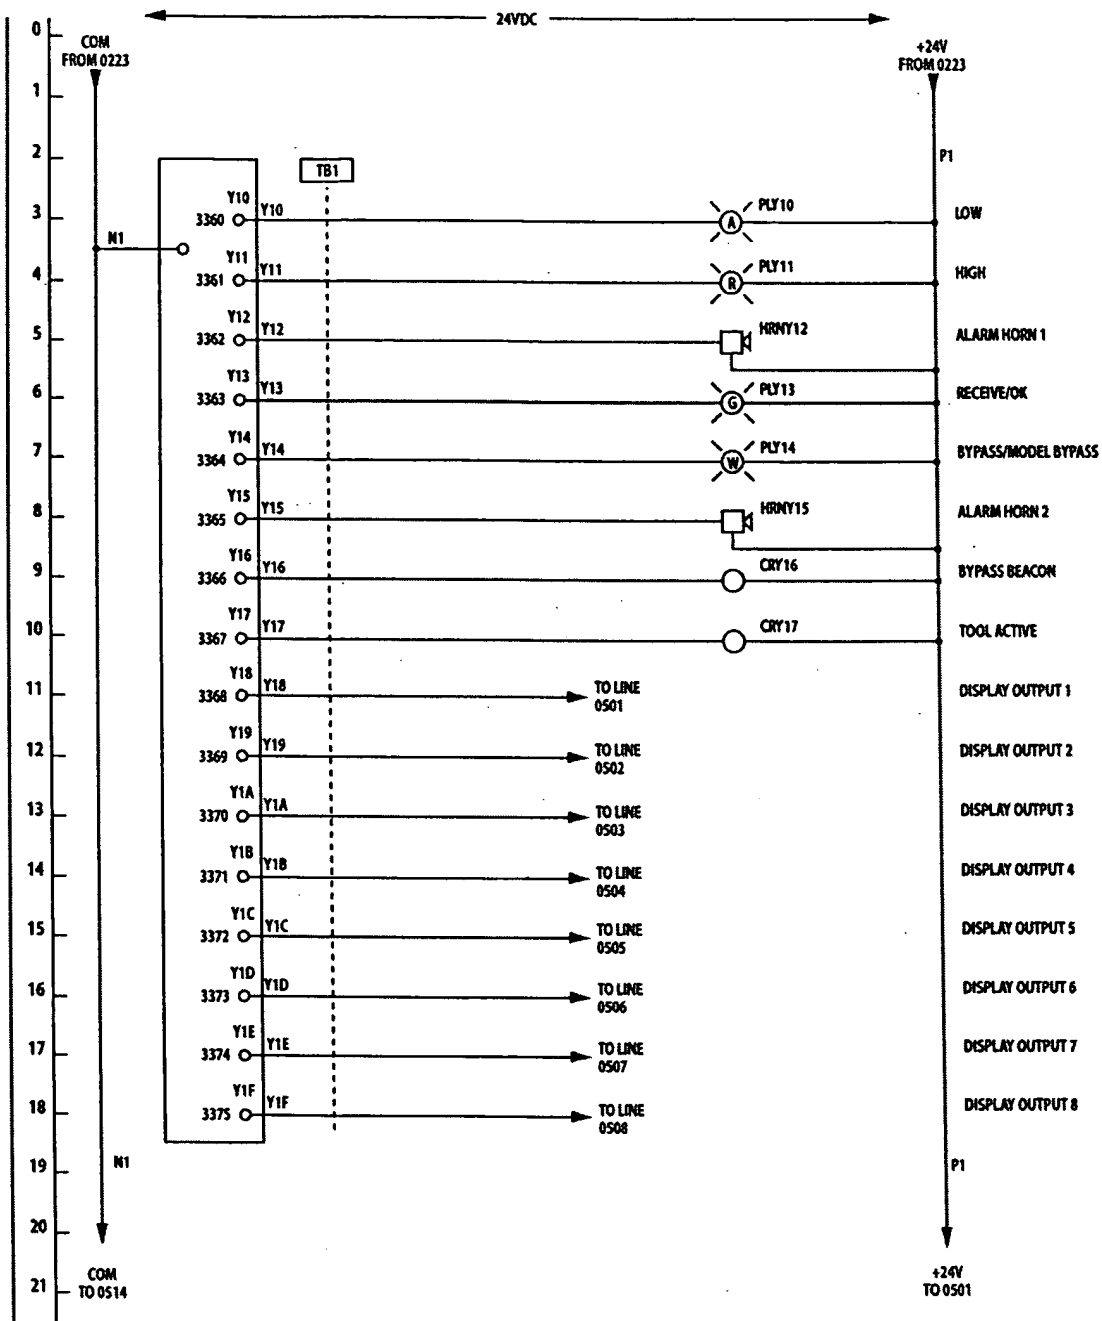 24VDC
0
COM
FROM 0223
+24V
FROM 0223
1
2
P1
TB1
Y10
3
3360
Y10
PLY10
LOW
N1
Y11
4
3361
Y11
PLY11
HIGH
A
R
Y12
5
3362
Y12
HRNY12
ALARM HORN 1
Y13
6
3363
Y13
PLY13
RECEIVE/OK
G
Y14
7
3364
Y14
PLY14
BYPASS/MODEL BYPASS
W
Y15
8
3365
Y15
HRNY15
ALARM HORN 2
Y16
9
3366
Y16
CRY16
BYPASS BEACON
Y17
10
3367
Y17
CRY17
TOOL ACTIVE
Y18
11
3368
Y18
TO LINE
0501
DISPLAY OUTPUT 1
Y19
12
3369
Y19
TO LINE
0502
DISPLAY OUTPUT 2
Y1A
13
3370
Y1A
TO LINE
0503
DISPLAY OUTPUT 3
Y1B
14
3371
Y1B
TO LINE
0504
DISPLAY OUTPUT 4
Y1C
15
3372
Y1C
TO LINE
0505
DISPLAY OUTPUT 5
Y1D
16
3373
Y1D
TO LINE
0506
DISPLAY OUTPUT 6
Y1E
17
3374
Y1E
TO LINE
0507
DISPLAY OUTPUT 7
Y1F
18
3375
Y1F
TO LINE
0508
DISPLAY OUTPUT 8
19
N1
P1
20
21
COM
TO 0514
+24V
TO 0501